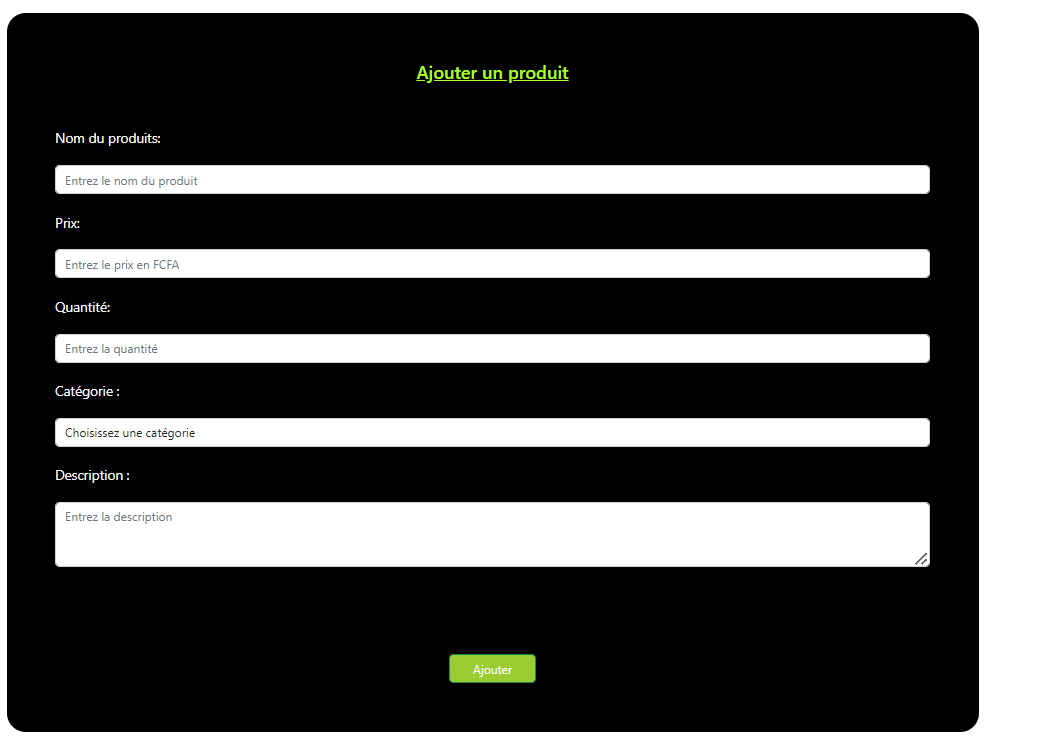 Ajouter un produit
Nom du produits:
Entrez le nom du produit
Prix:
Entrez le prix en FCFA
Quantité:
Entrez la quantité
Catégorie :
Choisissez une catégorie
Description :
Entrez la description
Ajouter